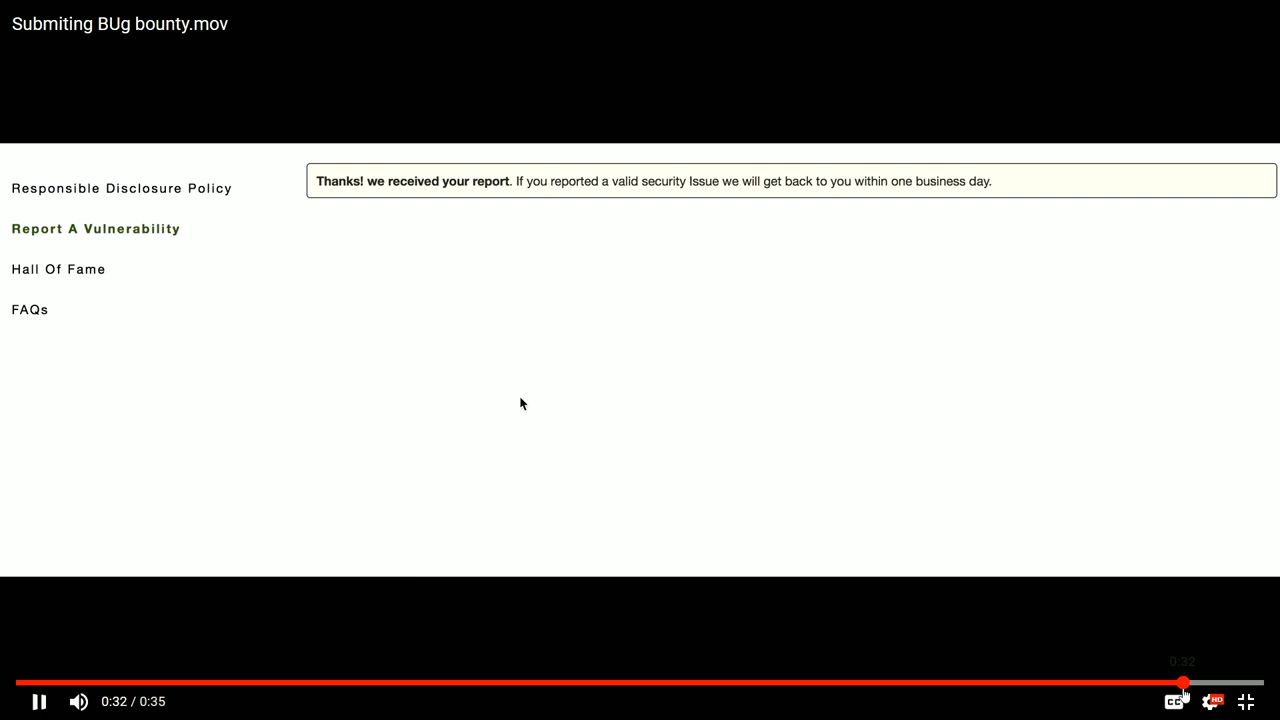 Submiting BUg bounty.mov
Responsible Disclosure Policy
Thanks! we received your report. If you reported a valid security Issue we will get back to you within one business day.
Report A Vulnerability
Hall Of Fame
FAQs
0:32
0:32 / 0:35
CC
HD